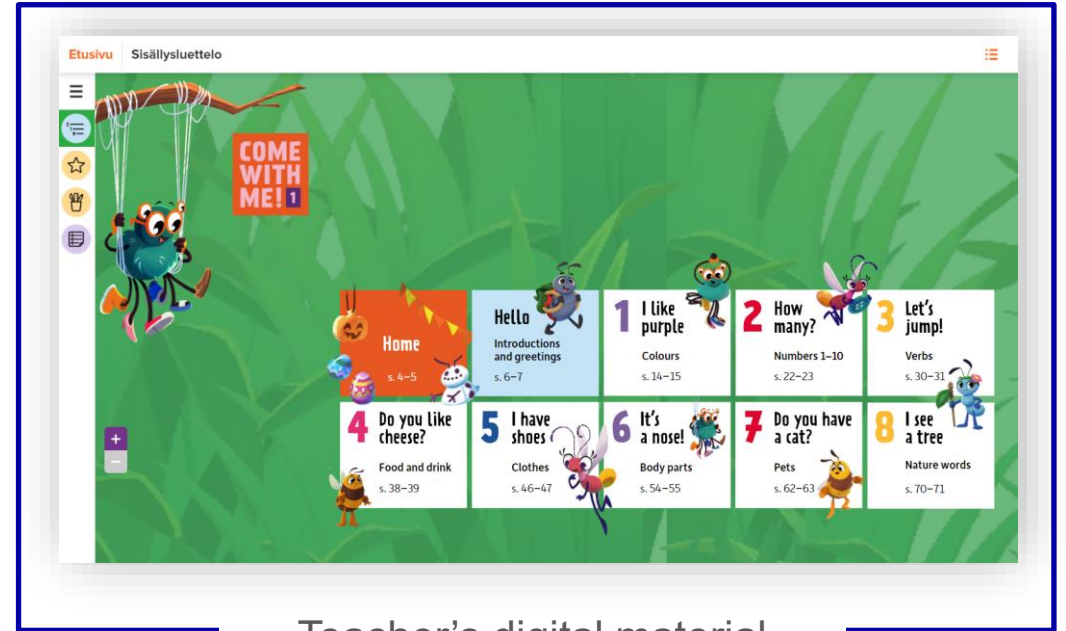 Etusivu Sisällysluettelo
COME
WITH
ME! 1
Home
s. 4–5
Hello
Introductions
and greetings
s. 6–7
1 I like
purple
Colours
s. 14–15
2 How
many?
Numbers 1–10
s. 22–23
3 Let's
jump!
Verbs
s. 30–31
4 Do you like
cheese?
Food and drink
s. 38–39
5 I have
shoes
Clothes
s. 46–47
6 It's
a nose!
Body parts
s. 54–55
7 Do you have
a cat?
Pets
s. 62–63
8 I see
a tree
Nature words
s. 70–71
+
–
Teacher's digital material